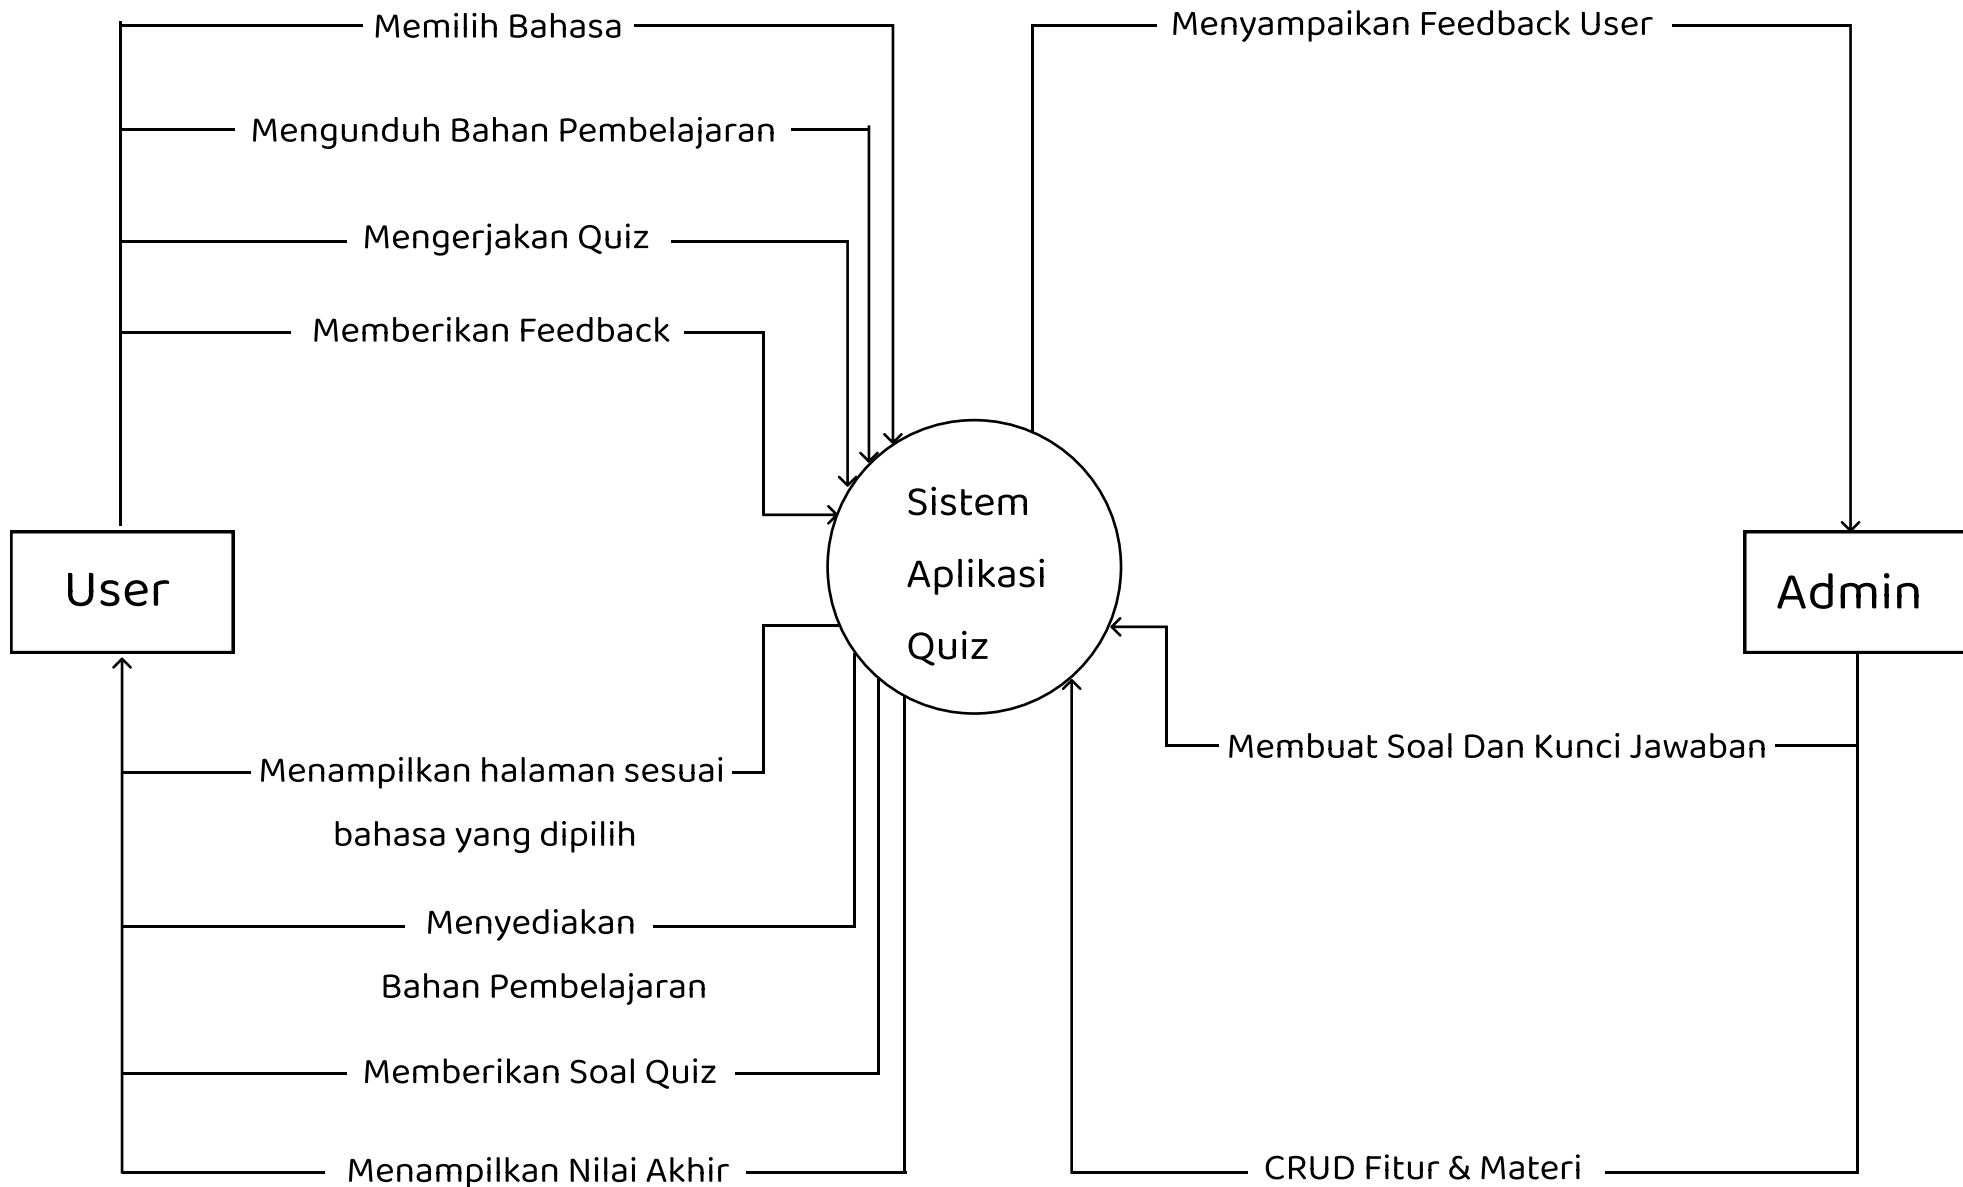 Memilih Bahasa
Menyampaikan Feedback User
Mengunduh Bahan Pembelajaran
Mengerjakan Quiz
Memberikan Feedback
Sistem
Aplikasi
Quiz
User
Admin
Membuat Soal Dan Kunci Jawaban
Menampilkan halaman sesuai
bahasa yang dipilih
Menyediakan
Bahan Pembelajaran
Memberikan Soal Quiz
Menampilkan Nilai Akhir
CRUD Fitur & Materi